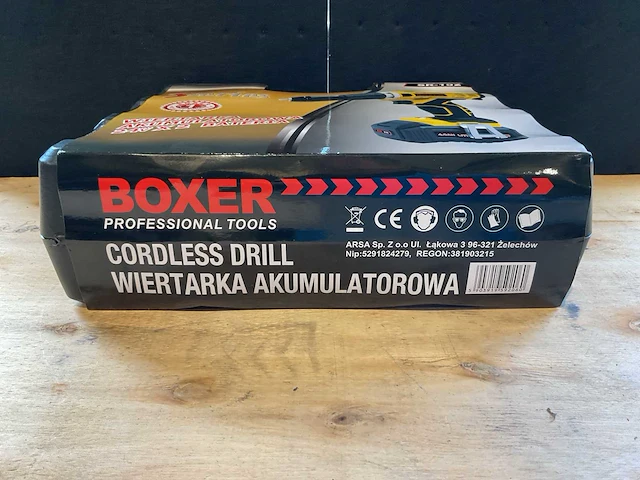 BOXER
PROFESSIONAL TOOLS
CORDLESS DRILL
WIERTARKA AKUMULATOROWA
CE
ARSA Sp. Z o.o Ul. Łąkowa 3 96-321 Żelechów
Nip:5291824279, REGON:381903215